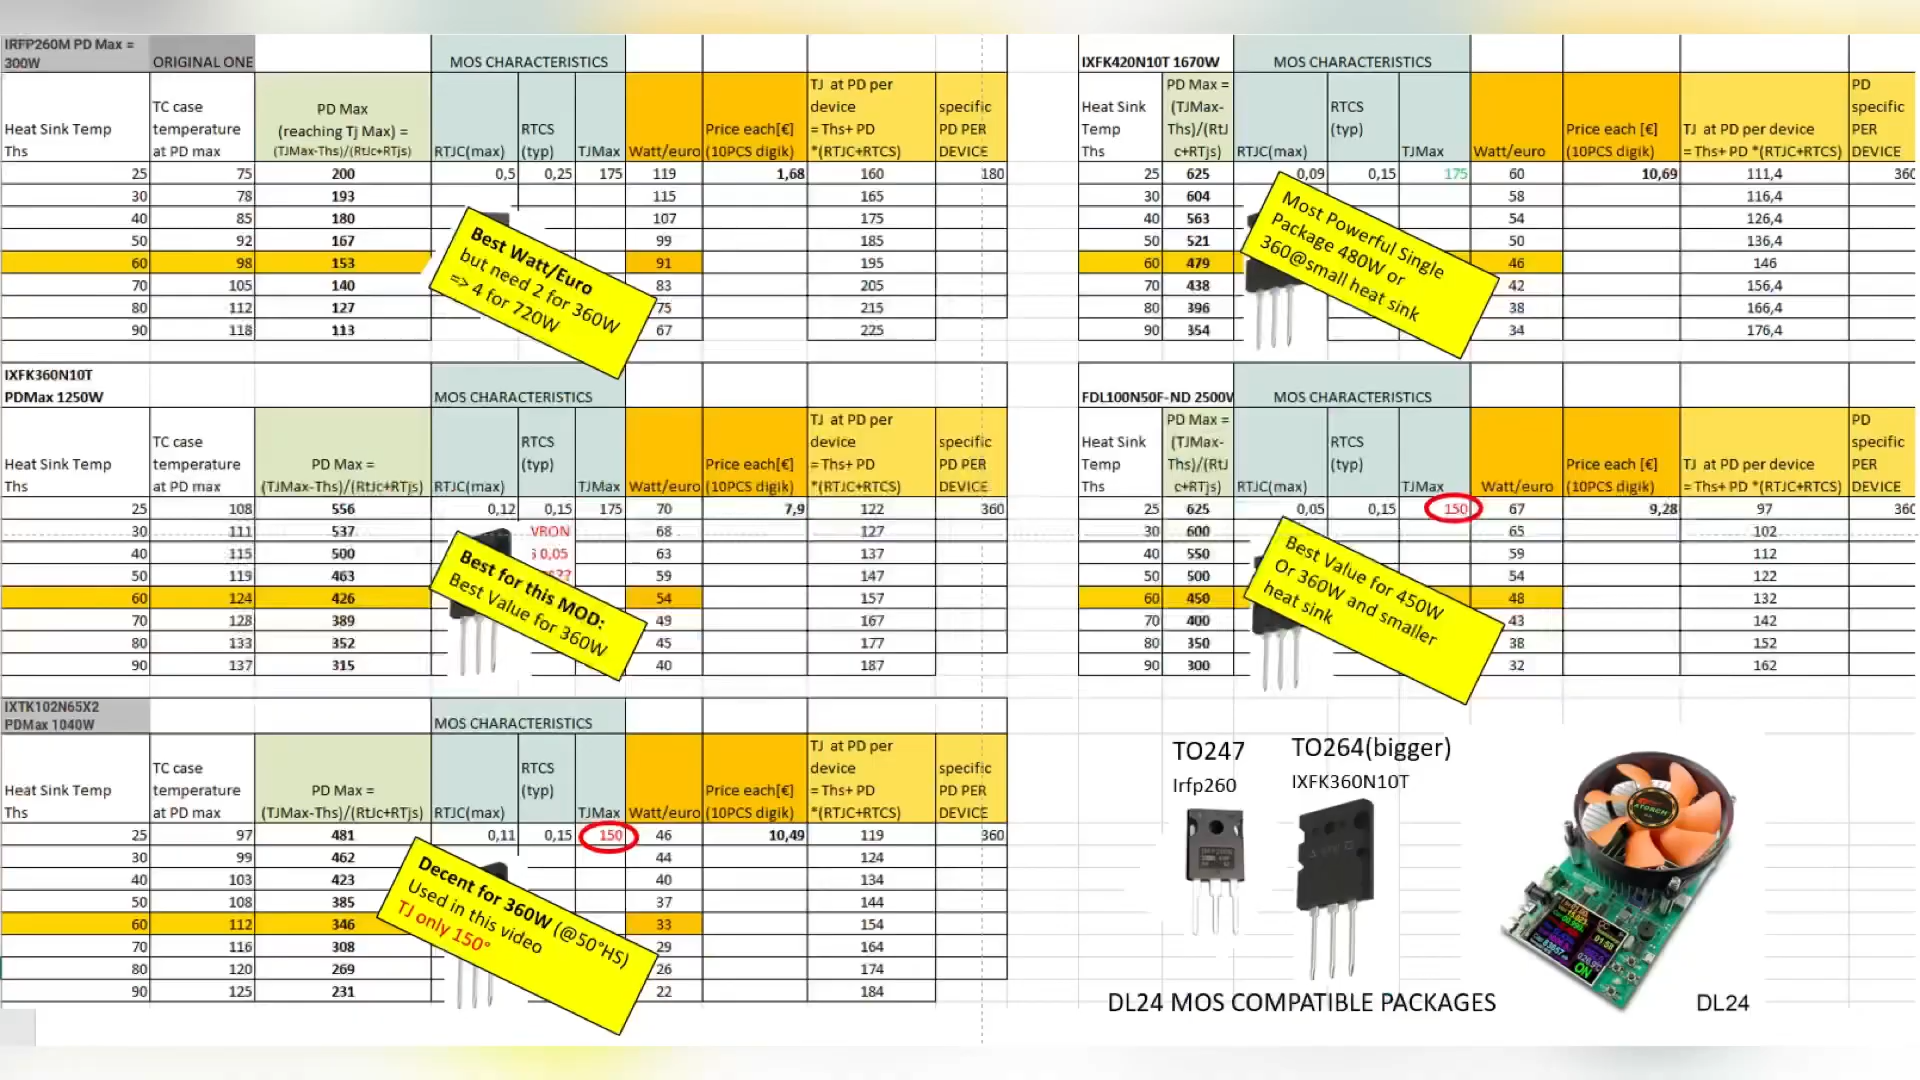 IRFP260M PD Max =
300W
ORIGINAL ONE
MOS CHARACTERISTICS
Heat Sink Temp
Ths
TC case
temperature
at PD max
PD Max
(reaching Tj Max) =
(TJMax-Ths)/(RtJc+RTjs)
RTJC(max)
RTCS
(typ)
TJMax
Watt/euro
Price each[€]
(10PCS digik)
TJ at PD per
device
= Ths+ PD
*(RTJC+RTCS)
specific
PD PER
DEVICE
25 75 200 0,5 0,25 175 119 1,68 160 180
30 78 193 115 165
40 85 180 107 175
50 92 167 99 185
60 98 153 91 195
70 105 140 83 205
80 112 127 75 215
90 118 113 67 225
Best Watt/Euro
but need 2 for 360W
=> 4 for 720W
IXFK360N10T
PDMax 1250W
MOS CHARACTERISTICS
Heat Sink Temp
Ths
TC case
temperature
at PD max
PD Max =
(TJMax-Ths)/(RtJc+RTjs)
RTJC(max)
RTCS
(typ)
TJMax
Watt/euro
Price each[€]
(10PCS digik)
TJ at PD per
device
= Ths+ PD
*(RTJC+RTCS)
specific
PD PER
DEVICE
25 108 556 0,12 0,15 175 70 7,9 122 360
30 111 537 VRON 68 127
40 115 500 0,05 63 137
50 119 463 ?? 59 147
60 124 426 54 157
70 128 389 49 167
80 133 352 45 177
90 137 315 40 187
Best for this MOD:
Best Value for 360W
IXTK102N65X2
PDMax 1040W
MOS CHARACTERISTICS
Heat Sink Temp
Ths
TC case
temperature
at PD max
PD Max =
(TJMax-Ths)/(RtJc+RTjs)
RTJC(max)
RTCS
(typ)
TJMax
Watt/euro
Price each[€]
(10PCS digik)
TJ at PD per
device
= Ths+ PD
*(RTJC+RTCS)
specific
PD PER
DEVICE
25 97 481 0,11 0,15 150 46 10,49 119 360
30 99 462 44 124
40 103 423 40 134
50 108 385 37 144
60 112 346 33 154
70 116 308 29 164
80 120 269 26 174
90 125 231 22 184
Decent for 360W (@50°HS)
Used in this video
TJ only 150°
IXFK420N10T 1670W
MOS CHARACTERISTICS
Heat Sink
Temp
Ths
PD Max =
(TJMax-
Ths)/(RtJ
c+RTjs)
RTJC(max)
RTCS
(typ)
TJMax
Watt/euro
Price each [€]
(10PCS digik)
TJ at PD per device
= Ths+ PD *(RTJC+RTCS)
PD
specific
PER
DEVICE
25 625 0,09 0,15 175 60 10,69 111,4 360
30 604 58 116,4
40 563 54 126,4
50 521 50 136,4
60 479 46 146
70 438 42 156,4
80 396 38 166,4
90 354 34 176,4
Most Powerful Single
Package 480W or
360@small heat sink
FDL100N50F-ND 2500W
MOS CHARACTERISTICS
Heat Sink
Temp
Ths
PD Max =
(TJMax-
Ths)/(RtJ
c+RTjs)
RTJC(max)
RTCS
(typ)
TJMax
Watt/euro
Price each [€]
(10PCS digik)
TJ at PD per device
= Ths+ PD *(RTJC+RTCS)
PD
specific
PER
DEVICE
25 625 0,05 0,15 150 67 9,28 97 360
30 600 65 102
40 550 59 112
50 500 54 122
60 450 48 132
70 400 43 142
80 350 38 152
90 300 32 162
Best Value for 450W
Or 360W and smaller
heat sink
TO247
Irfp260
TO264(bigger)
IXFK360N10T
ATORCH
ON
DL24 MOS COMPATIBLE PACKAGES
DL24